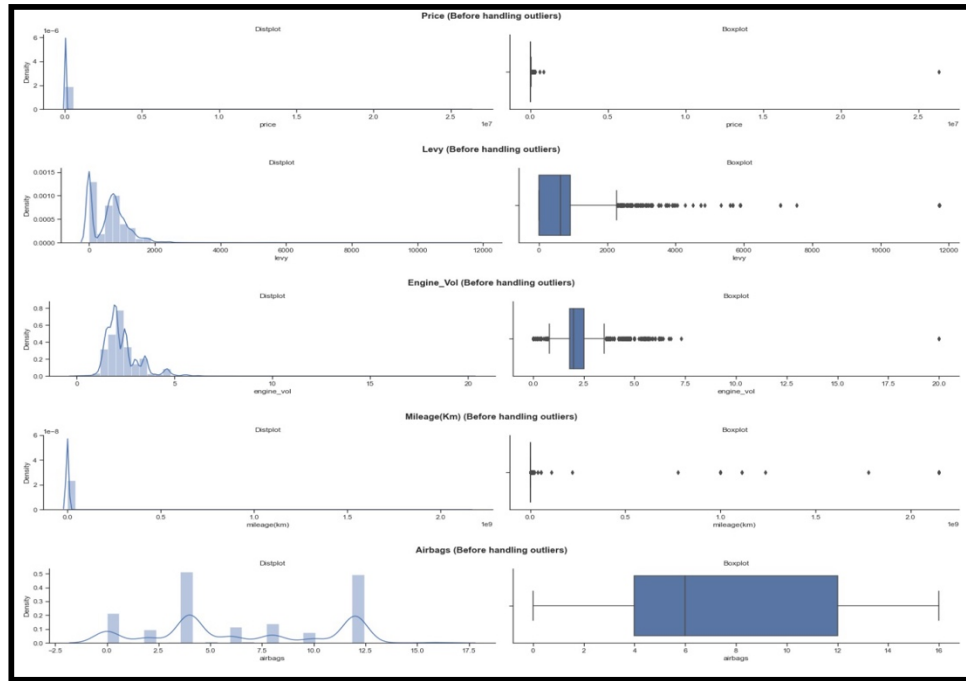 Price (Before handling outliers)
Distplot
Boxplot
1e-6
6
4
2
0
Density
0.0 0.5 1.0 1.5 2.0 2.5
price
1e7
0.0 0.5 1.0 1.5 2.0 2.5
price
1e7
Levy (Before handling outliers)
Distplot
Boxplot
0.0015
0.0010
0.0005
0.0000
Density
0 2000 4000 6000 8000 10000 12000
levy
0 2000 4000 6000 8000 10000 12000
levy
Engine_Vol (Before handling outliers)
Distplot
Boxplot
0.8
0.6
0.4
0.2
0.0
Density
0 5 10 15 20
engine_vol
0.0 2.5 5.0 7.5 10.0 12.5 15.0 17.5 20.0
engine_vol
Mileage(Km) (Before handling outliers)
Distplot
Boxplot
1e-8
6
4
2
0
Density
0.0 0.5 1.0 1.5 2.0
mileage(km)
1e9
0.0 0.5 1.0 1.5 2.0
mileage(km)
1e9
Airbags (Before handling outliers)
Distplot
Boxplot
0.5
0.4
0.3
0.2
0.1
0.0
Density
-2.5 0.0 2.5 5.0 7.5 10.0 12.5 15.0 17.5
airbags
0 2 4 6 8 10 12 14 16
airbags